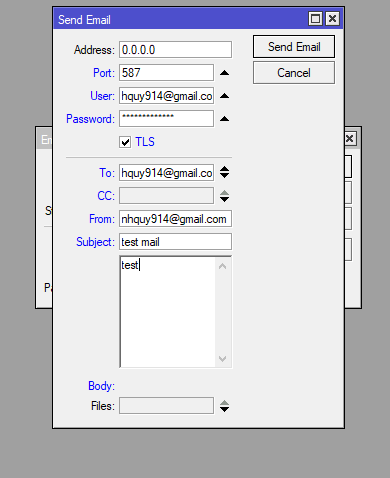 Send Email
Address: 0.0.0.0
Send Email
Port: 587
Cancel
User: hquy914@gmail.co
Password: *************
TLS
To: hquy914@gmail.co
CC:
From: nhquy914@gmail.com
Subject: test mail
test
Body:
Files: